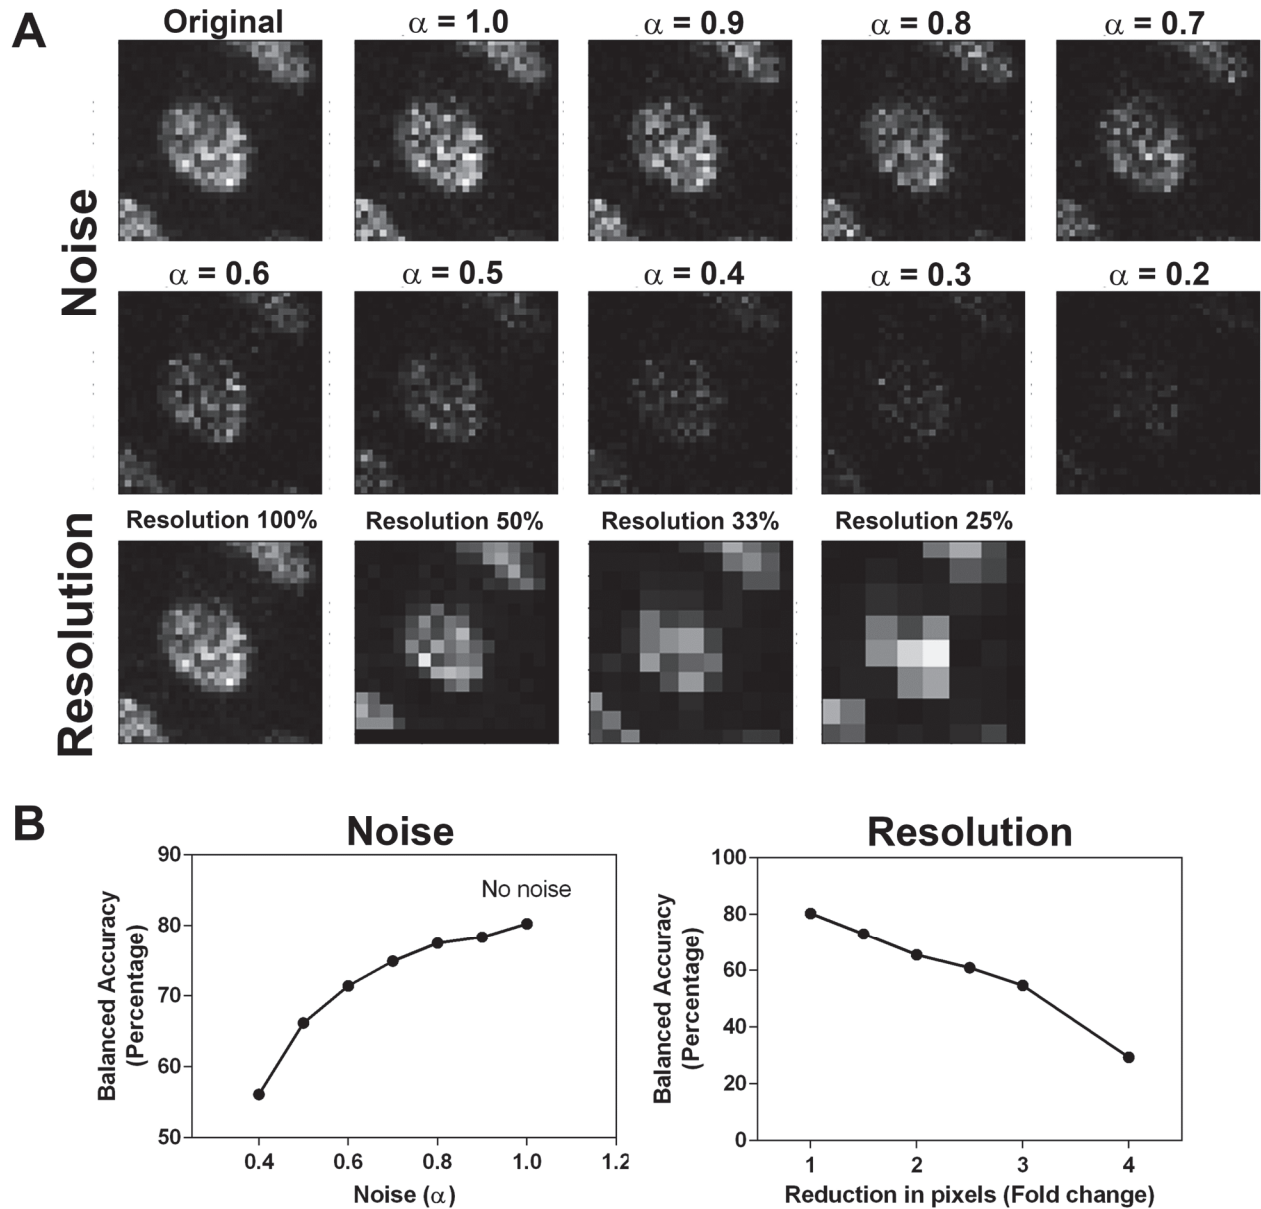 A
Original
α = 1.0
α = 0.9
α = 0.8
α = 0.7
Noise
α = 0.6
α = 0.5
α = 0.4
α = 0.3
α = 0.2
Resolution
Resolution 100%
Resolution 50%
Resolution 33%
Resolution 25%
B
Noise
Balanced Accuracy
(Percentage)
90
80
70
60
50
No noise
0.4
0.6
0.8
1.0
1.2
Noise (α)
Resolution
Balanced Accuracy
(Percentage)
100
80
60
40
20
0
1
2
3
4
Reduction in pixels (Fold change)